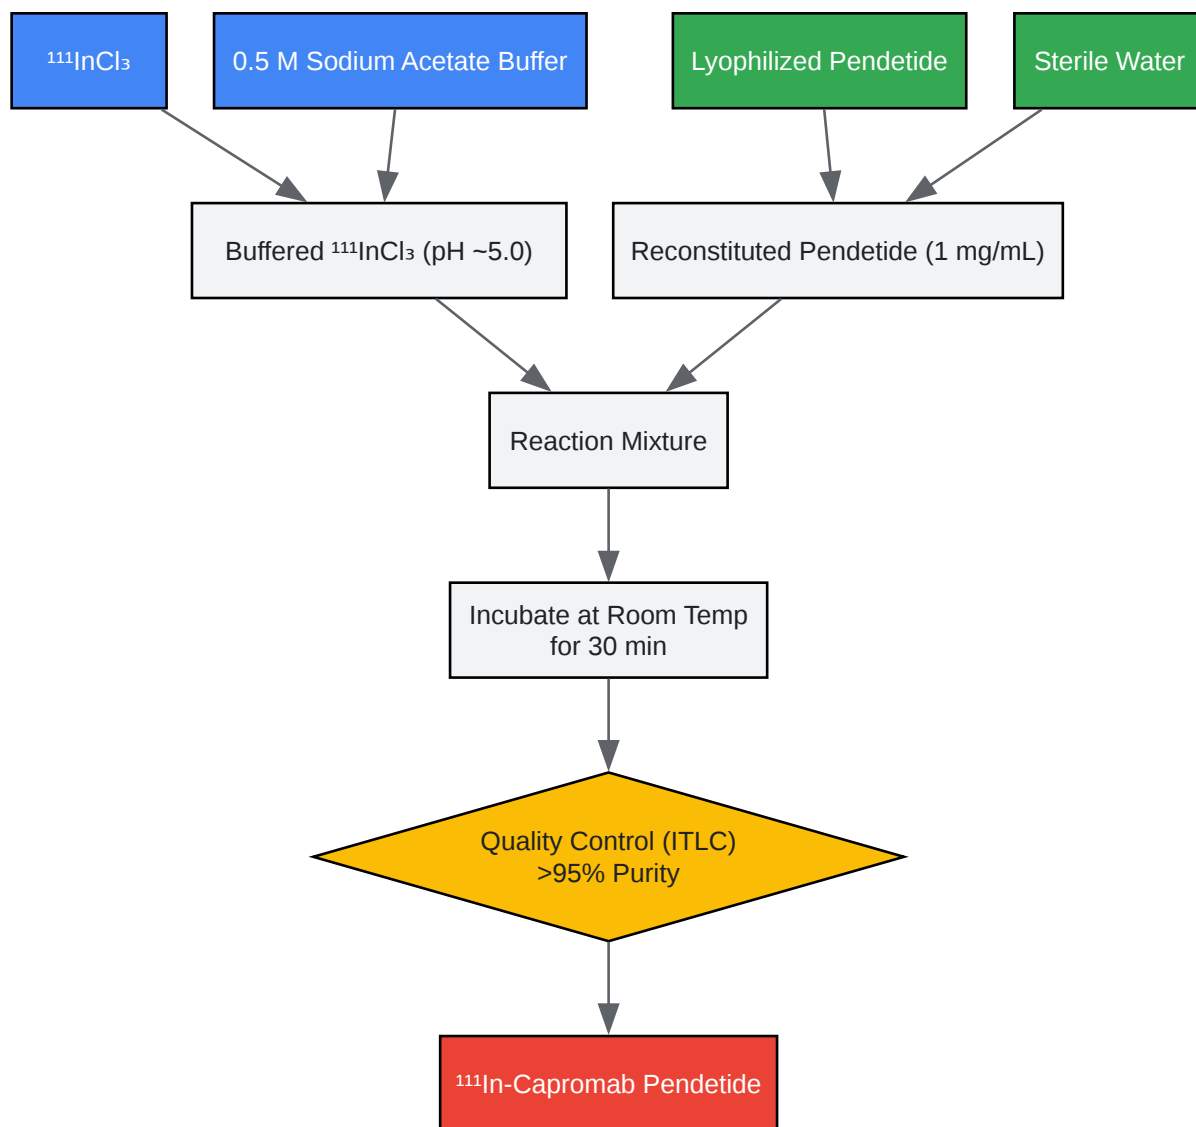 ¹¹¹InCl₃
0.5 M Sodium Acetate Buffer
Lyophilized Pendetide
Sterile Water
Buffered ¹¹¹InCl₃ (pH ~5.0)
Reconstituted Pendetide (1 mg/mL)
Reaction Mixture
Incubate at Room Temp
for 30 min
Quality Control (ITLC)
>95% Purity
¹¹¹In-Capromab Pendetide